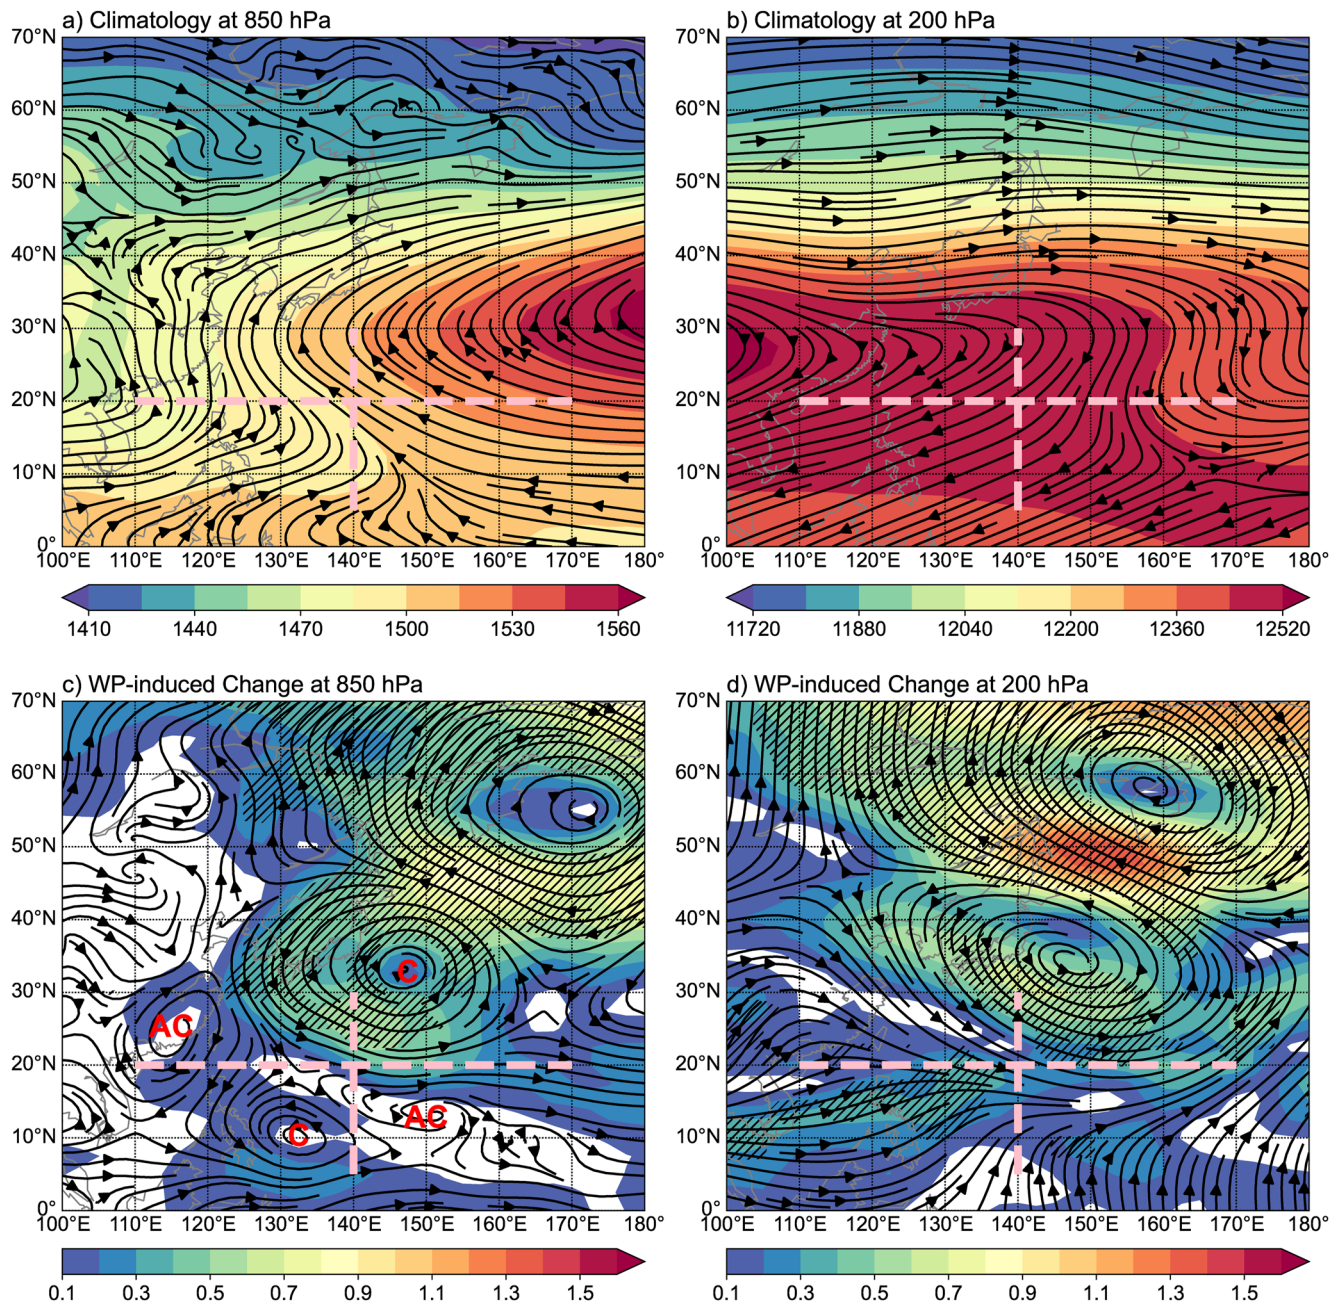 a) Climatology at 850 hPa
70°N
60°N
50°N
40°N
30°N
20°N
10°N
0°
100°E 110°E 120°E 130°E 140°E 150°E 160°E 170°E 180°
1410 1440 1470 1500 1530 1560
b) Climatology at 200 hPa
70°N
60°N
50°N
40°N
30°N
20°N
10°N
0°
100°E 110°E 120°E 130°E 140°E 150°E 160°E 170°E 180°
11720 11880 12040 12200 12360 12520
c) WP-induced Change at 850 hPa
70°N
60°N
50°N
40°N
30°N
20°N
10°N
0°
C
AC
AC
C
100°E 110°E 120°E 130°E 140°E 150°E 160°E 170°E 180°
0.1 0.3 0.5 0.7 0.9 1.1 1.3 1.5
d) WP-induced Change at 200 hPa
70°N
60°N
50°N
40°N
30°N
20°N
10°N
0°
100°E 110°E 120°E 130°E 140°E 150°E 160°E 170°E 180°
0.1 0.3 0.5 0.7 0.9 1.1 1.3 1.5